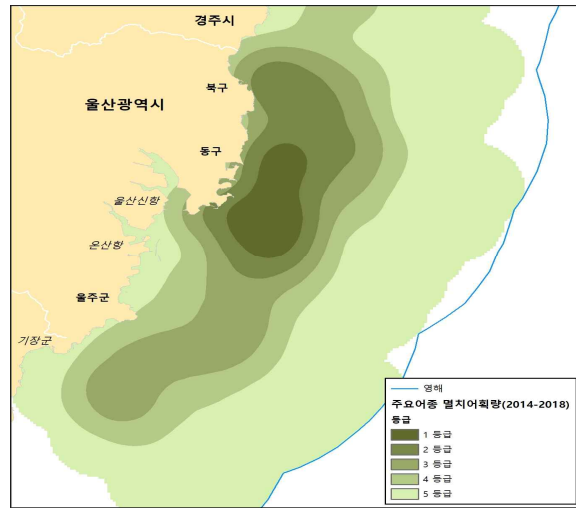 경주시
북구
울산광역시
동구
울산신항
온산항
울주군
기장군
영해
주요어종 멸치어획량(2014-2018)
등급
1 등급
2 등급
3 등급
4 등급
5 등급